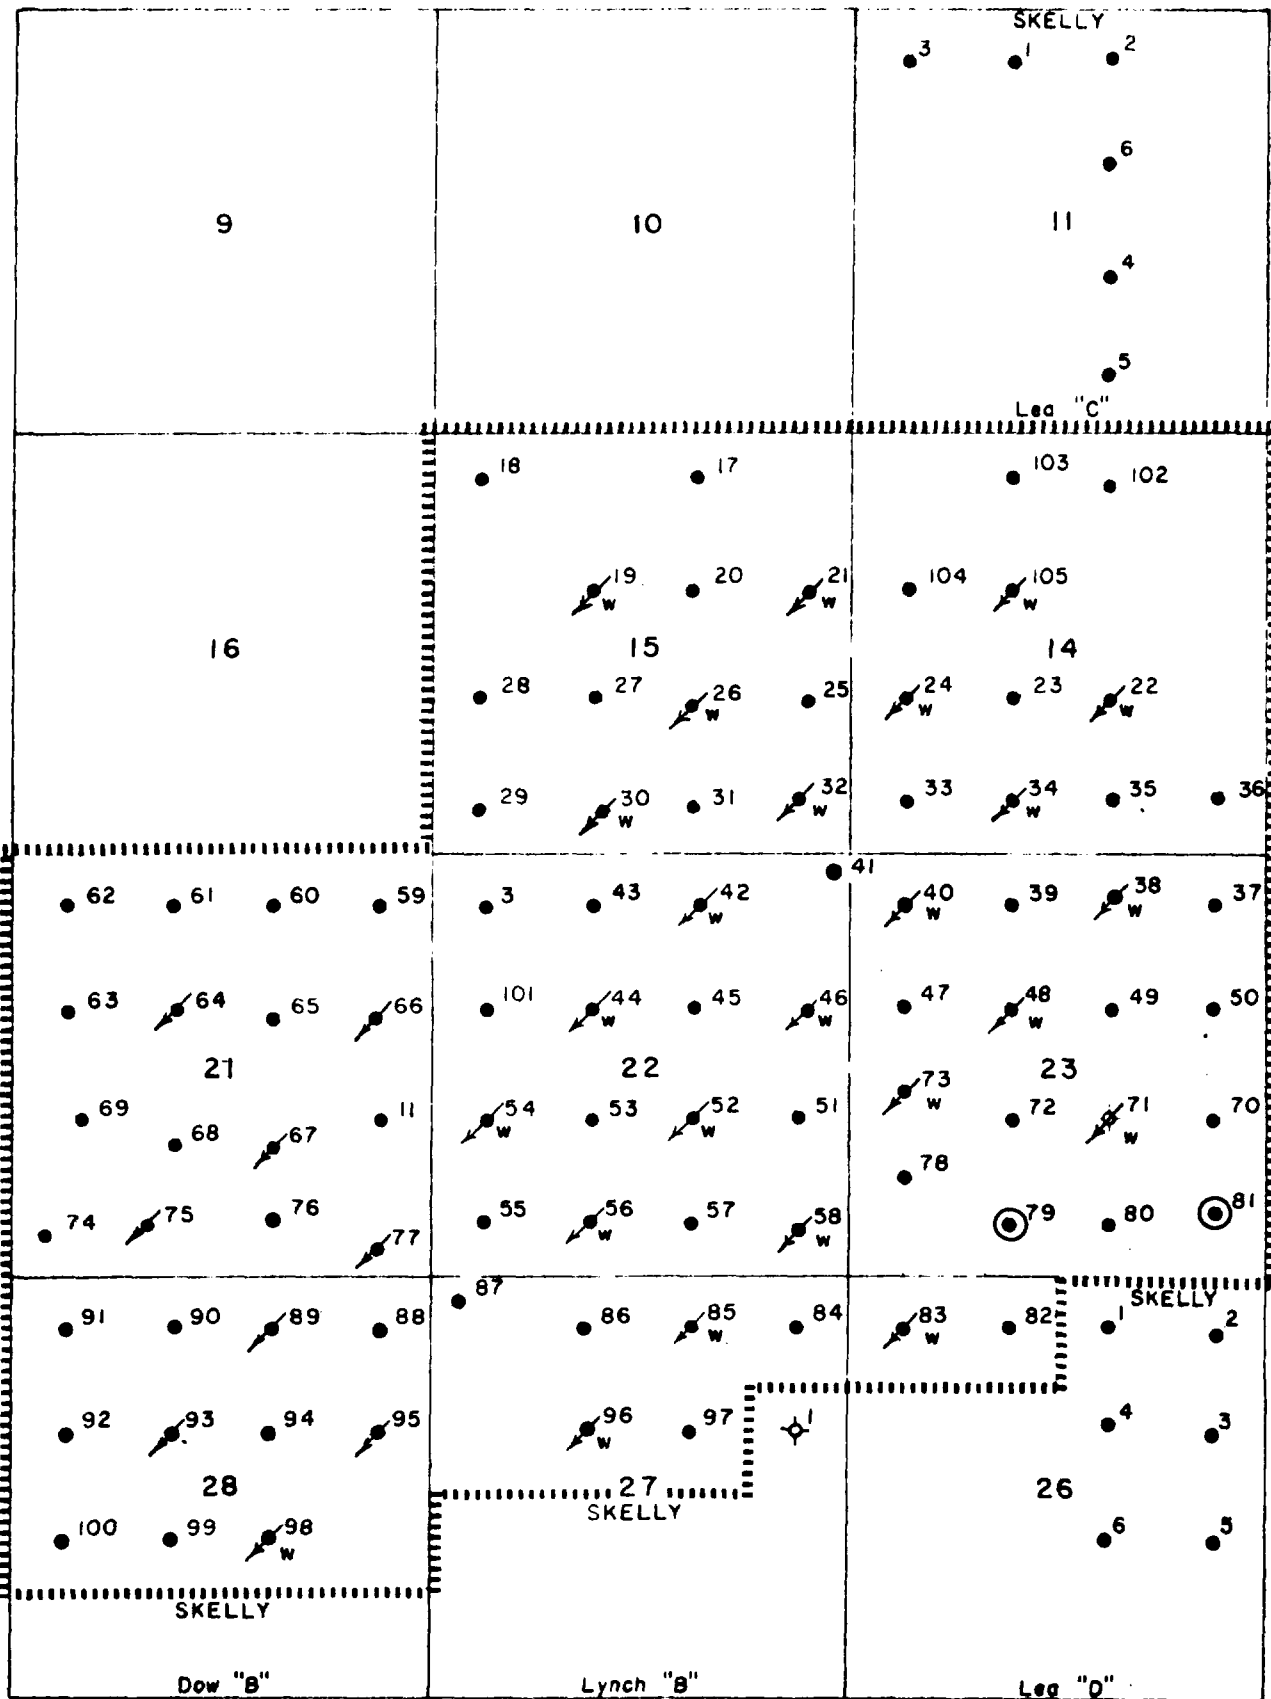 SKELLY
3 1 2
6
9 10 11
4
5
Lea "C"
18 17 103 102
19 W 20 21 W 104 105 W
16 15 14
28 27 26 W 25 24 W 23 22 W
29 30 W 31 32 W 33 34 W 35 36
41
62 61 60 59 3 43 42 W 40 W 39 38 W 37
63 64 65 66 101 44 W 45 46 W 47 48 W 49 50
21 22 23
69 68 67 11 54 W 53 52 W 51 73 W 72 71 W 70
78
74 75 76 77 55 56 W 57 58 W 79 80 81
87
SKELLY
91 90 89 88 86 85 W 84 83 W 82 1 2
92 93 94 95 96 W 97 1 4 3
28 27 26
SKELLY
100 99 98 W 6 5
SKELLY
Dow "B" Lynch "B" Lea "D"